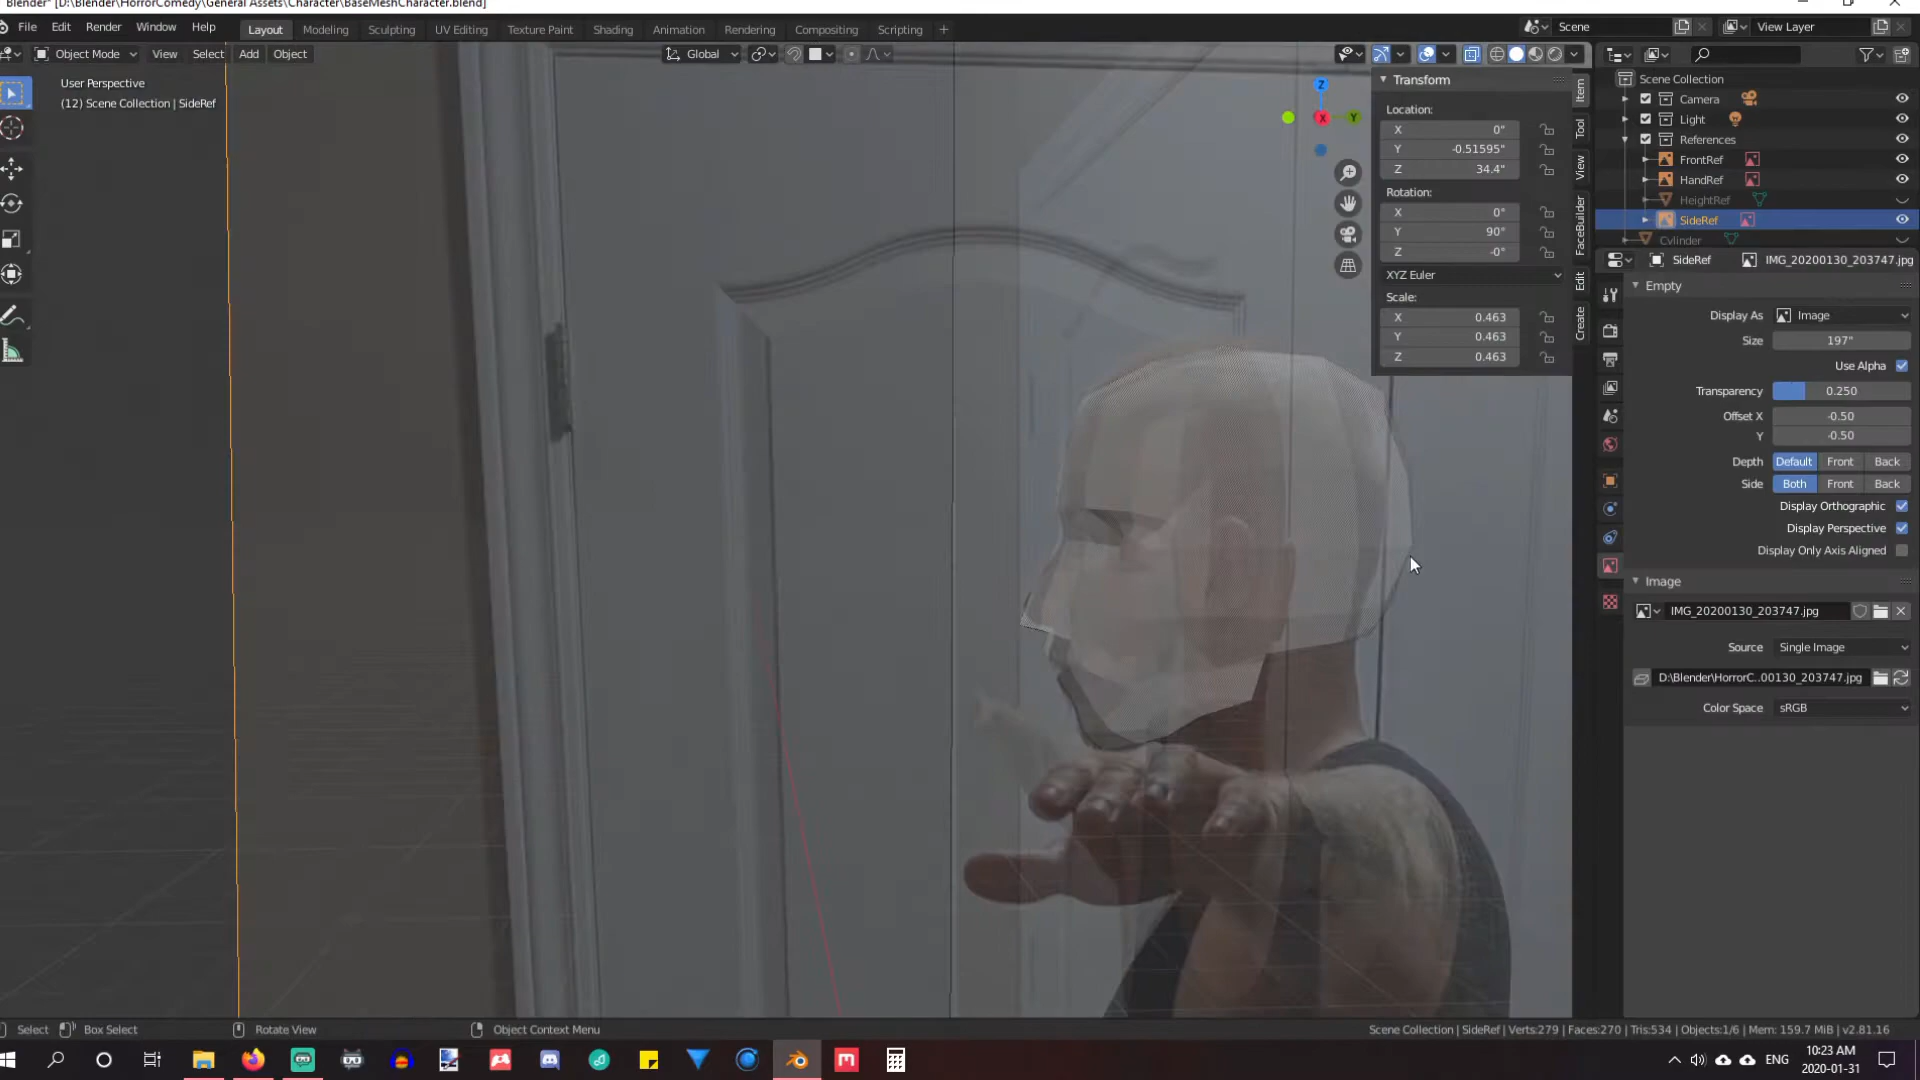 Blender* [D:\Blender\HorrorComedy\General Assets\Character\BaseMeshCharacter.blend]
File Edit Render Window Help
Layout Modeling Sculpting UV Editing Texture Paint Shading Animation Rendering Compositing Scripting +
Scene
View Layer
Object Mode View Select Add Object
Global
User Perspective
(12) Scene Collection | SideRef
Z
X
Y
Transform
Location:
X 0"
Y -0.51595"
Z 34.4"
Rotation:
X 0°
Y 90°
Z -0°
XYZ Euler
Scale:
X 0.463
Y 0.463
Z 0.463
Item
Tool
View
FaceBuilder
Edit
Create
Scene Collection
Camera
Light
References
FrontRef
HandRef
HeightRef
SideRef
Cylinder
SideRef IMG_20200130_203747.jpg
Empty
Display As Image
Size 197"
Use Alpha
Transparency 0.250
Offset X -0.50
Y -0.50
Depth Default Front Back
Side Both Front Back
Display Orthographic
Display Perspective
Display Only Axis Aligned
Image
IMG_20200130_203747.jpg
Source Single Image
D:\Blender\HorrorC..00130_203747.jpg
Color Space sRGB
Select Box Select Rotate View Object Context Menu
Scene Collection | SideRef | Verts:279 | Faces:270 | Tris:534 | Objects:1/6 | Mem: 159.7 MiB | v2.81.16
ENG
10:23 AM
2020-01-31